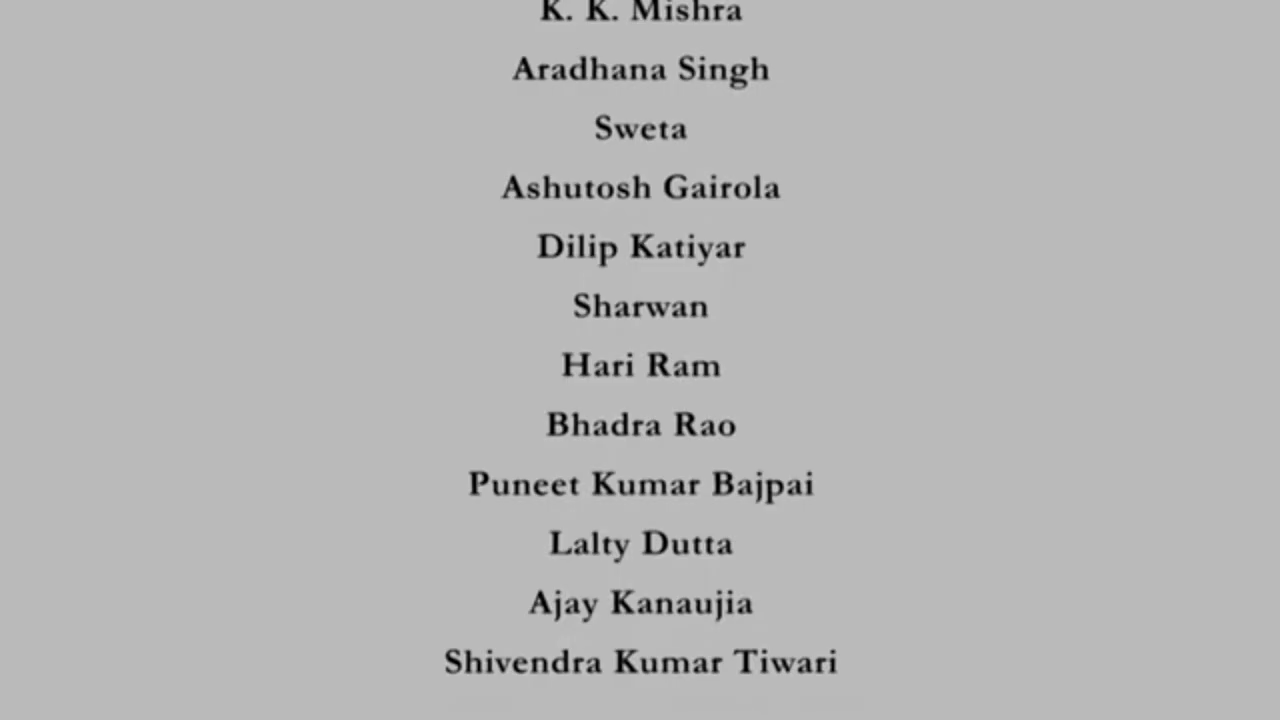 K. K. Mishra
Aradhana Singh
Sweta
Ashutosh Gairola
Dilip Katiyar
Sharwan
Hari Ram
Bhadra Rao
Puneet Kumar Bajpai
Lalty Dutta
Ajay Kanaujia
Shivendra Kumar Tiwari